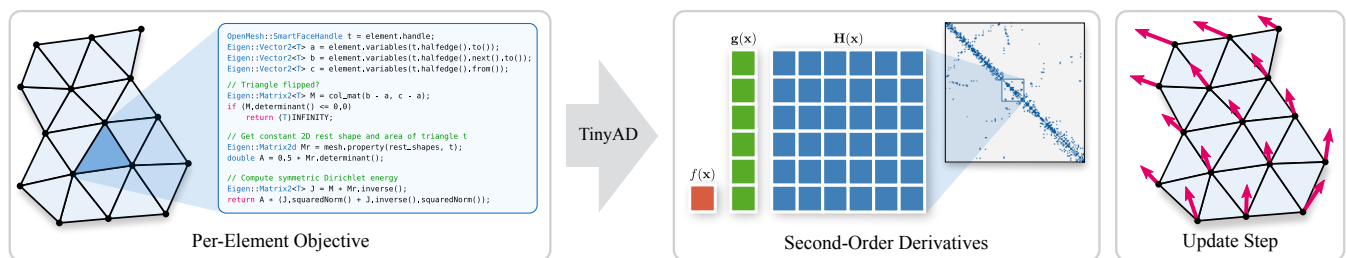 OpenMesh::SmartFaceHandle t = element.handle;
Eigen::Vector2<T> a = element.variables(t.halfedge().to());
Eigen::Vector2<T> b = element.variables(t.halfedge().next().to());
Eigen::Vector2<T> c = element.variables(t.halfedge().from());
// Triangle flipped?
Eigen::Matrix2<T> M = col_mat(b - a, c - a);
if (M.determinant() <= 0.0)
return (T)INFINITY;
// Get constant 2D rest shape and area of triangle t
Eigen::Matrix2d Mr = mesh.property(rest_shapes, t);
double A = 0.5 * Mr.determinant();
// Compute symmetric Dirichlet energy
Eigen::Matrix2<T> J = M * Mr.inverse();
return A * (J.squaredNorm() + J.inverse().squaredNorm());
Per-Element Objective
TinyAD
f(x)
g(x)
H(x)
Second-Order Derivatives
Update Step